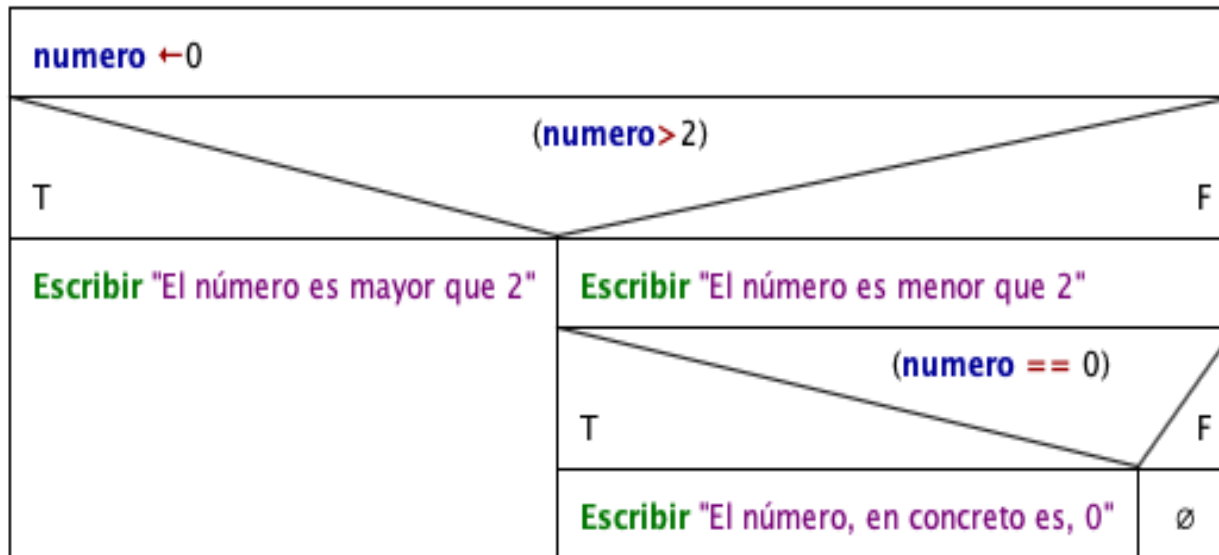 numero ←0
(numero>2)
T F
Escribir "El número es mayor que 2"
Escribir "El número es menor que 2"
(numero == 0)
T F
Escribir "El número, en concreto es, 0"
∅